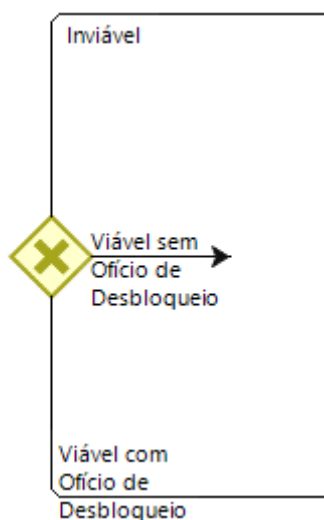 Inviável
Viável sem
Ofício de
Desbloqueio
Viável com
Ofício de
Desbloqueio